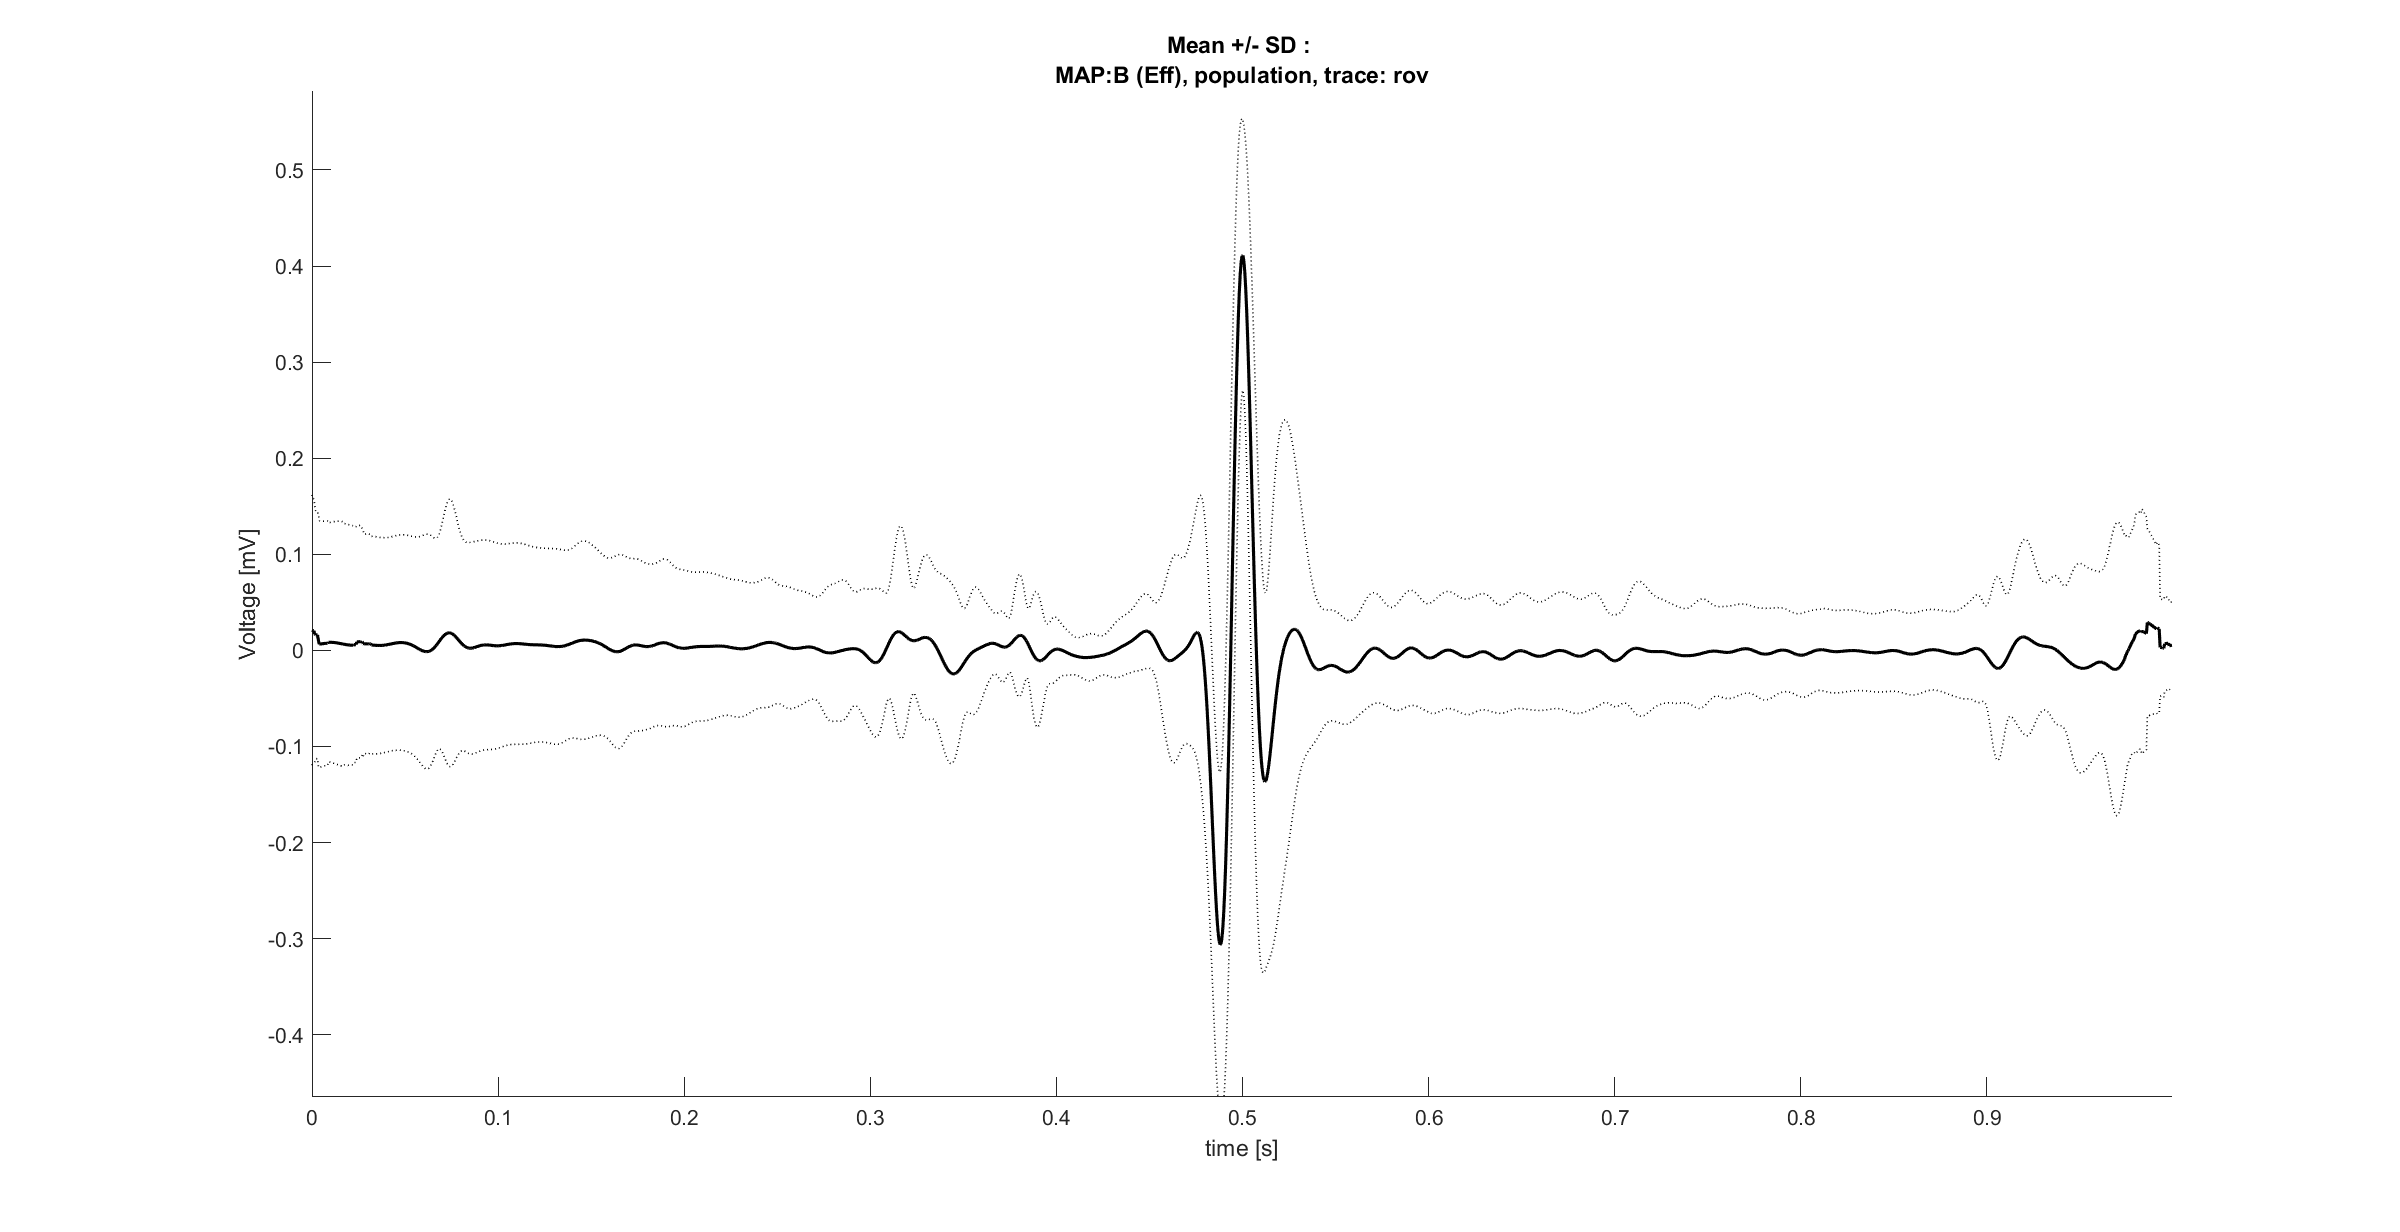 Mean +/- SD :
MAP:B (Eff), population, trace: rov
0.5
0.4
0.3
0.2
0.1
0
-0.1
-0.2
-0.3
-0.4
Voltage [mV]
0 0.1 0.2 0.3 0.4 0.5 0.6 0.7 0.8 0.9
time [s]